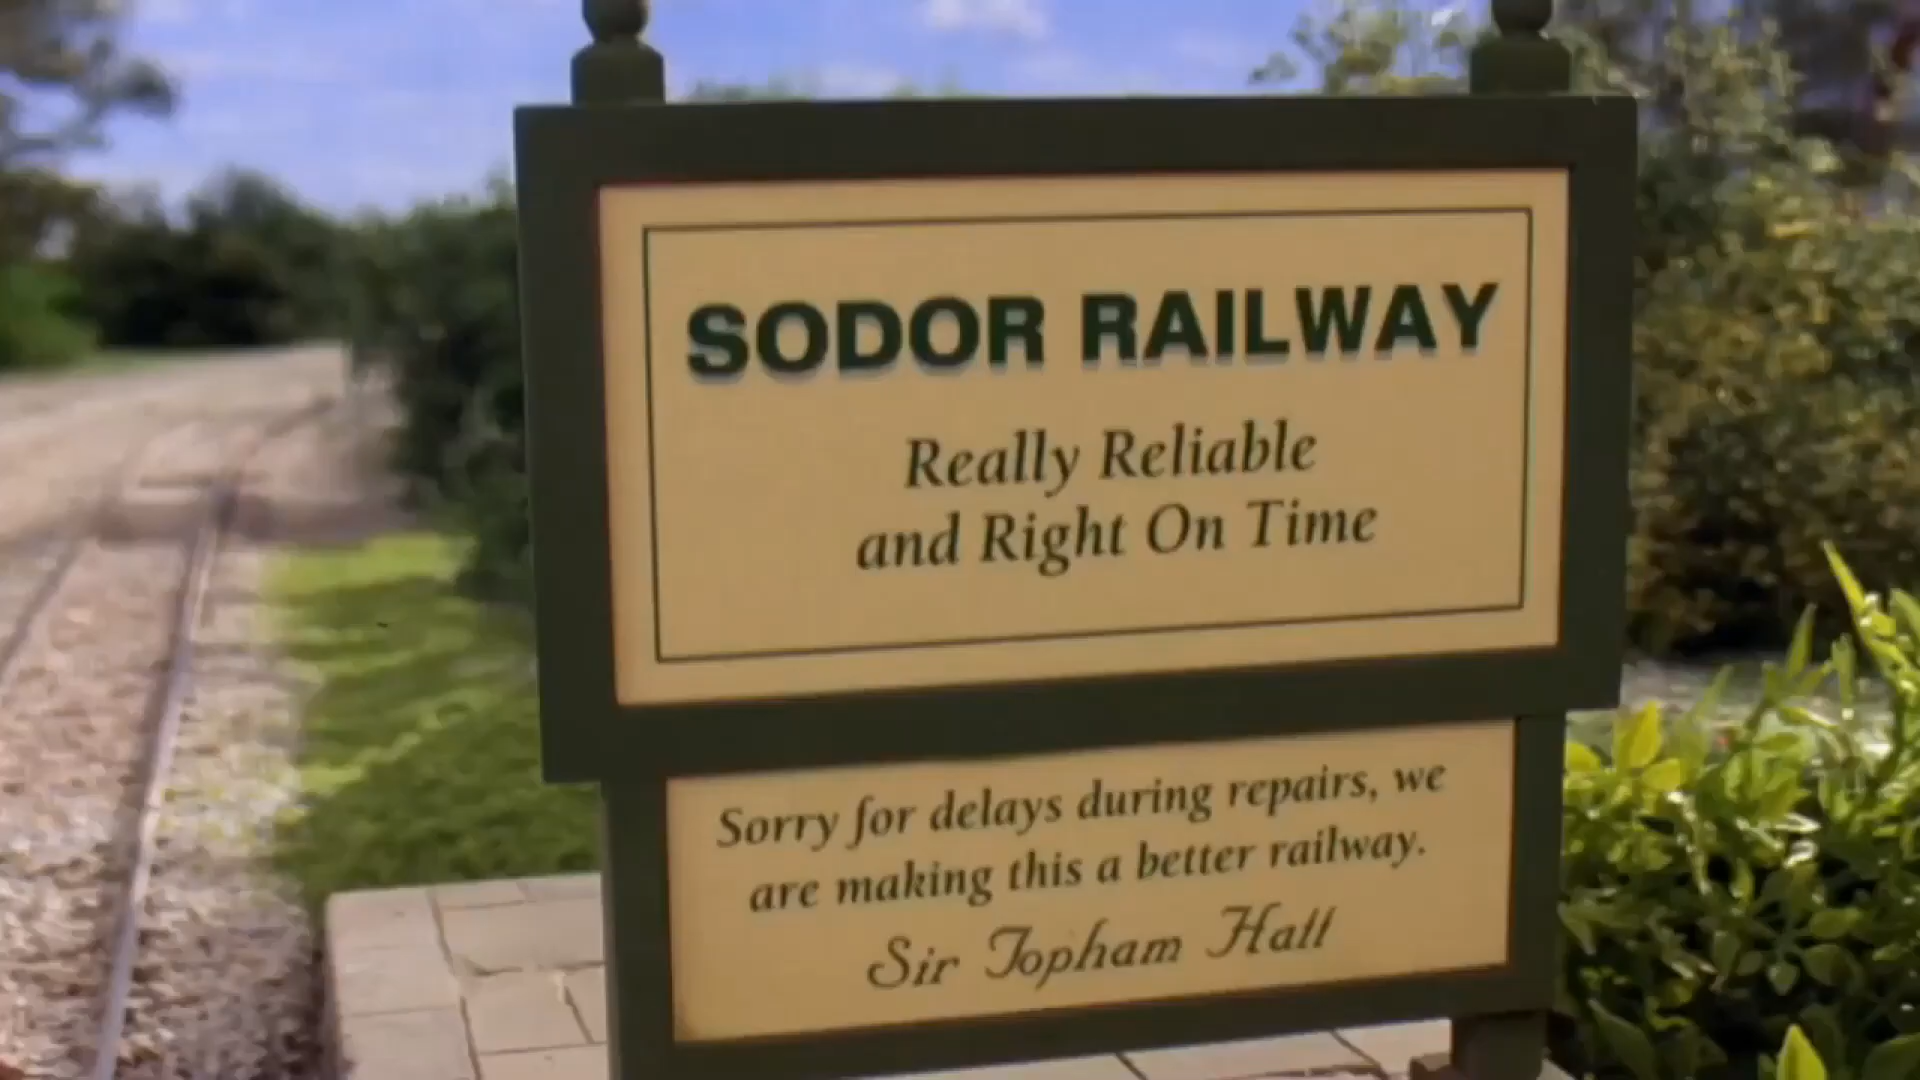 SODOR RAILWAY
Really Reliable
and Right On Time
Sorry for delays during repairs, we
are making this a better railway.
Sir Topham Hall